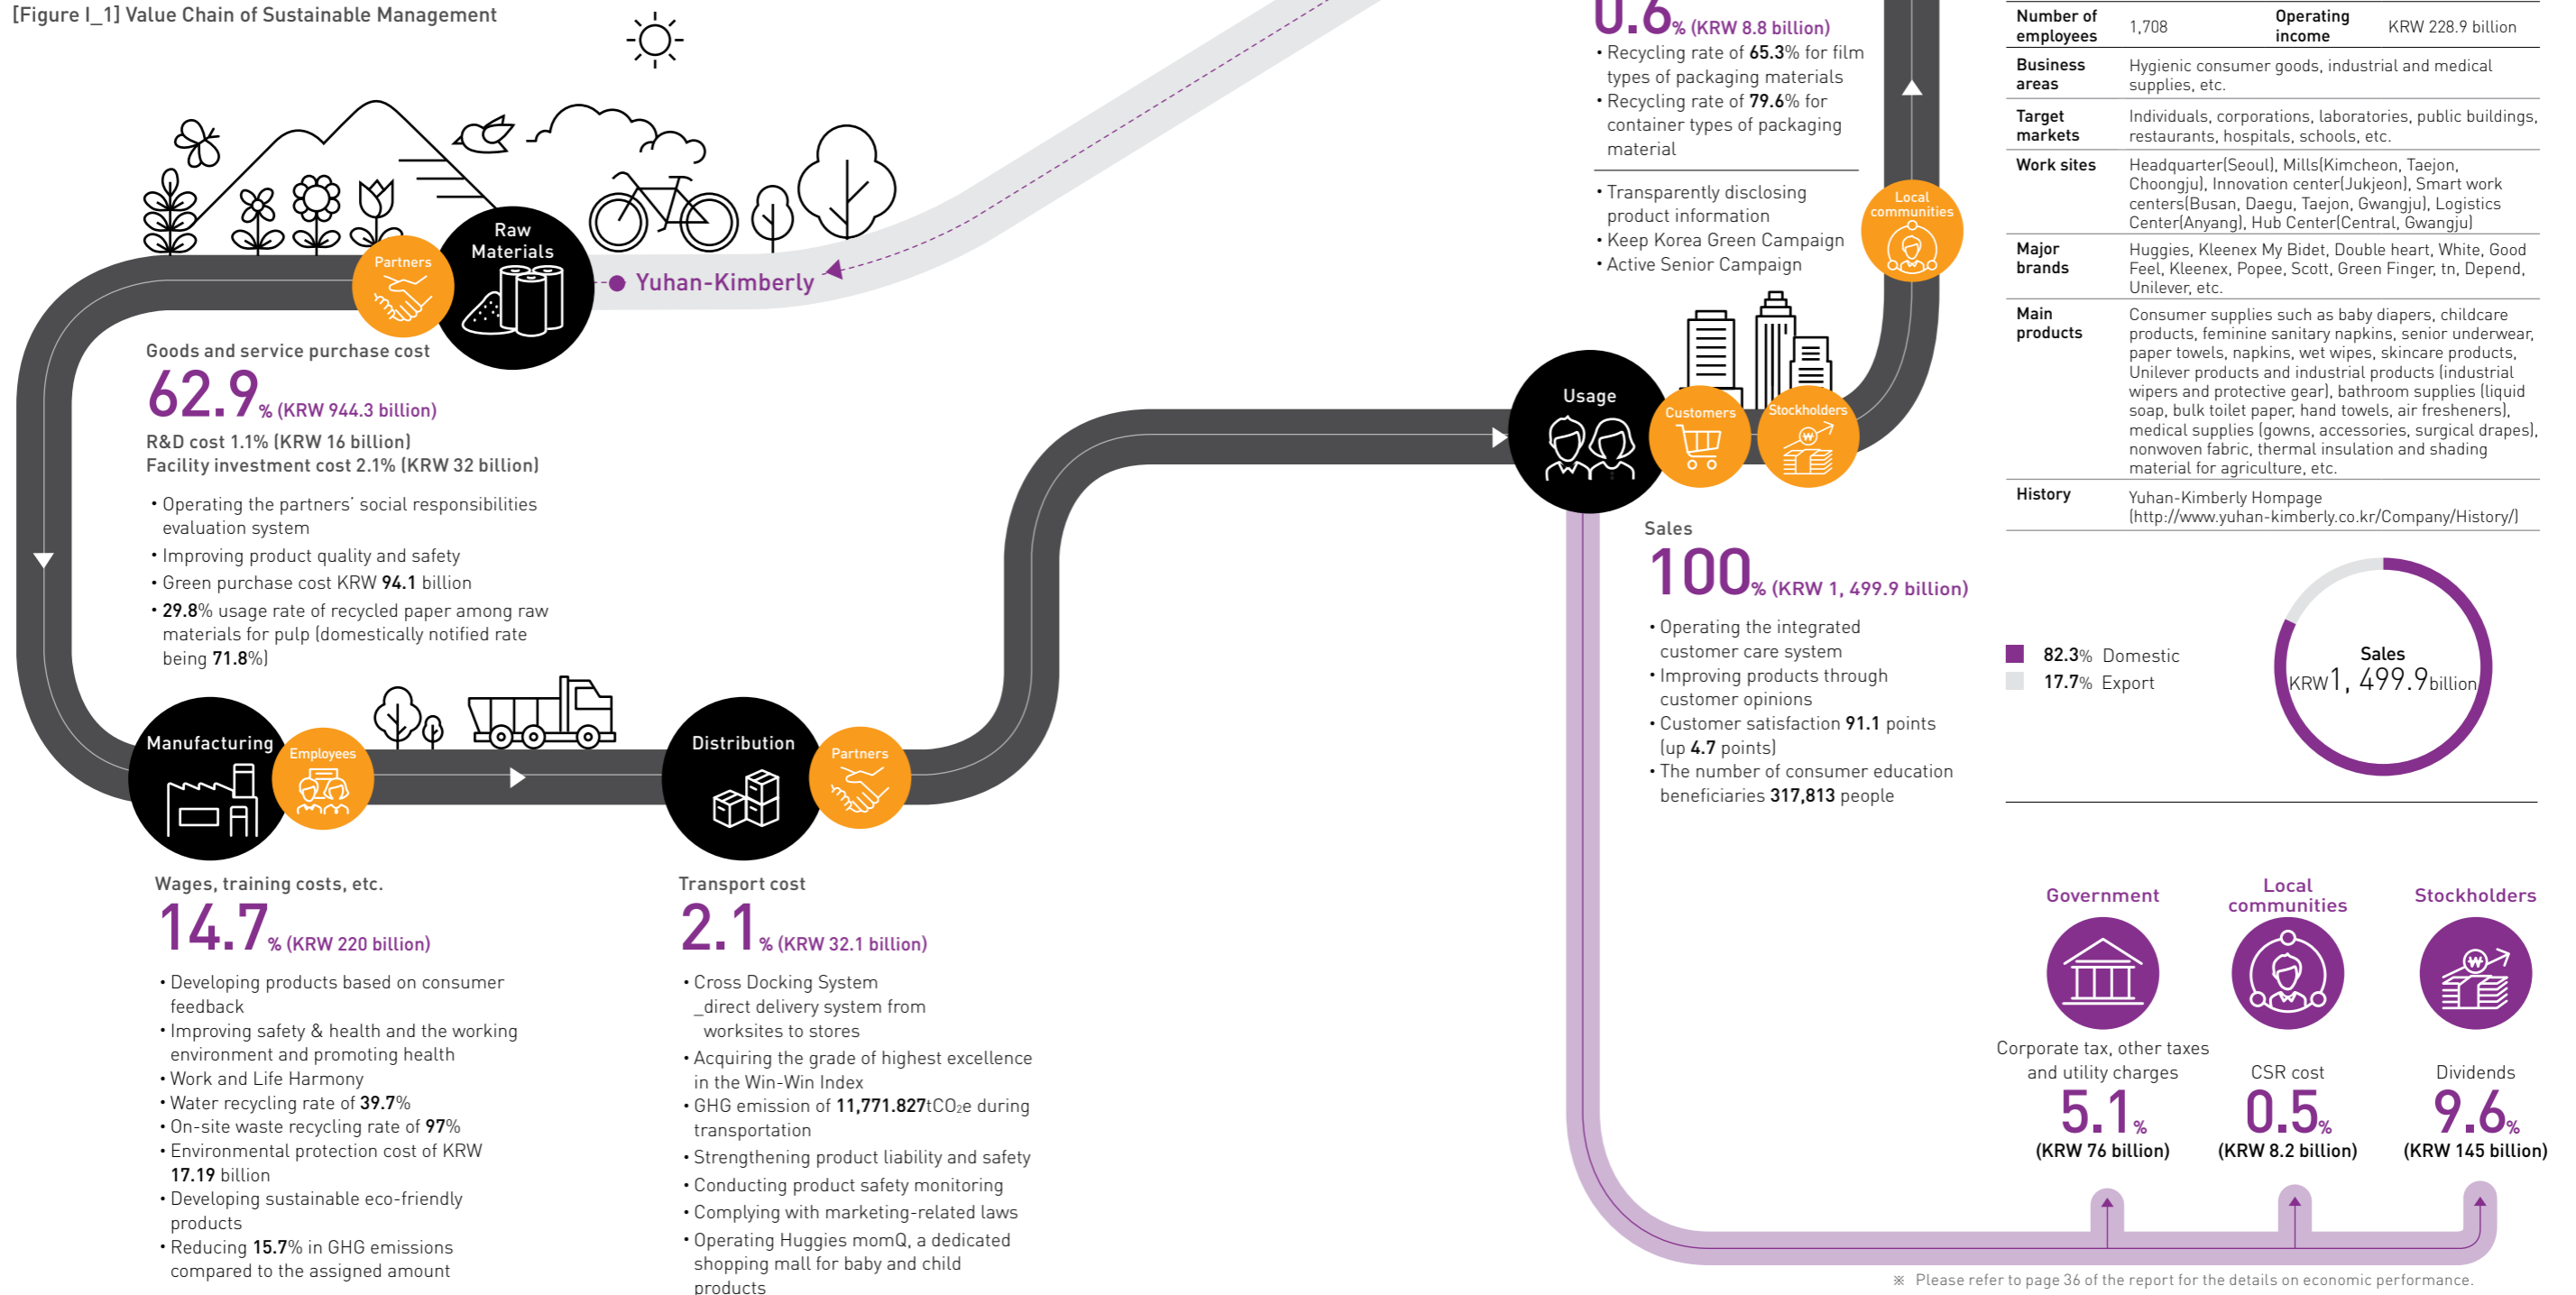 [Figure I_1] Value Chain of Sustainable Management
Partners
Raw
Materials
Yuhan-Kimberly
Goods and service purchase cost
62.9% (KRW 944.3 billion)
R&D cost 1.1% (KRW 16 billion)
Facility investment cost 2.1% (KRW 32 billion)
• Operating the partners' social responsibilities
evaluation system
• Improving product quality and safety
• Green purchase cost KRW 94.1 billion
• 29.8% usage rate of recycled paper among raw
materials for pulp (domestically notified rate
being 71.8%)
Manufacturing
Employees
Wages, training costs, etc.
14.7% (KRW 220 billion)
• Developing products based on consumer
feedback
• Improving safety & health and the working
environment and promoting health
• Work and Life Harmony
• Water recycling rate of 39.7%
• On-site waste recycling rate of 97%
• Environmental protection cost of KRW
17.19 billion
• Developing sustainable eco-friendly
products
• Reducing 15.7% in GHG emissions
compared to the assigned amount
Distribution
Partners
Transport cost
2.1% (KRW 32.1 billion)
• Cross Docking System
_direct delivery system from
worksites to stores
• Acquiring the grade of highest excellence
in the Win-Win Index
• GHG emission of 11,771.827tCO₂e during
transportation
• Strengthening product liability and safety
• Conducting product safety monitoring
• Complying with marketing-related laws
• Operating Huggies momQ, a dedicated
shopping mall for baby and child
products
Usage
Customers
Stockholders
Sales
100% (KRW 1, 499.9 billion)
• Operating the integrated
customer care system
• Improving products through
customer opinions
• Customer satisfaction 91.1 points
(up 4.7 points)
• The number of consumer education
beneficiaries 317,813 people
0.6% (KRW 8.8 billion)
• Recycling rate of 65.3% for film
types of packaging materials
• Recycling rate of 79.6% for
container types of packaging
material
• Transparently disclosing
product information
• Keep Korea Green Campaign
• Active Senior Campaign
Local
communities
Number of
employees
1,708
Operating
income
KRW 228.9 billion
Business
areas
Hygienic consumer goods, industrial and medical
supplies, etc.
Target
markets
Individuals, corporations, laboratories, public buildings,
restaurants, hospitals, schools, etc.
Work sites
Headquarter(Seoul), Mills(Kimcheon, Taejon,
Choongju), Innovation center(Jukjeon), Smart work
centers(Busan, Daegu, Taejon, Gwangju), Logistics
Center(Anyang), Hub Center(Central, Gwangju)
Major
brands
Huggies, Kleenex My Bidet, Double heart, White, Good
Feel, Kleenex, Popee, Scott, Green Finger, tn, Depend,
Unilever, etc.
Main
products
Consumer supplies such as baby diapers, childcare
products, feminine sanitary napkins, senior underwear,
paper towels, napkins, wet wipes, skincare products,
Unilever products and industrial products (industrial
wipers and protective gear), bathroom supplies (liquid
soap, bulk toilet paper, hand towels, air fresheners),
medical supplies (gowns, accessories, surgical drapes),
nonwoven fabric, thermal insulation and shading
material for agriculture, etc.
History
Yuhan-Kimberly Hompage
(http://www.yuhan-kimberly.co.kr/Company/History/)
82.3% Domestic
17.7% Export
Sales
KRW1, 499.9billion
Government
Corporate tax, other taxes
and utility charges
5.1%
(KRW 76 billion)
Local
communities
CSR cost
0.5%
(KRW 8.2 billion)
Stockholders
₩
Dividends
9.6%
(KRW 145 billion)
※ Please refer to page 36 of the report for the details on economic performance.